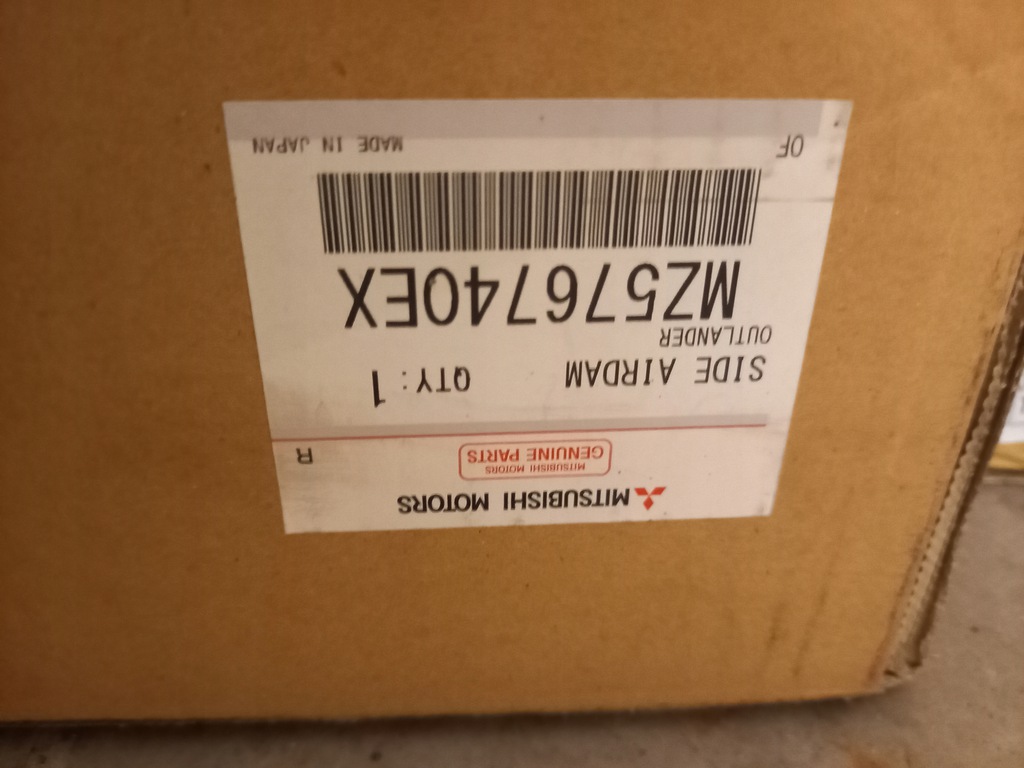 MITSUBISHI MOTORS
MITSUBISHI MOTORS
GENUINE PARTS
R
SIDE AIRDAM QTY: 1
OUTLANDER
MZ576740EX
OF MADE IN JAPAN